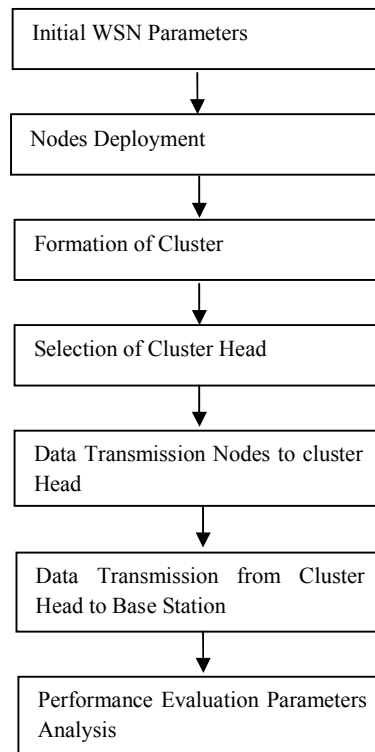 Initial WSN Parameters
Nodes Deployment
Formation of Cluster
Selection of Cluster Head
Data Transmission Nodes to cluster
Head
Data Transmission from Cluster
Head to Base Station
Performance Evaluation Parameters
Analysis